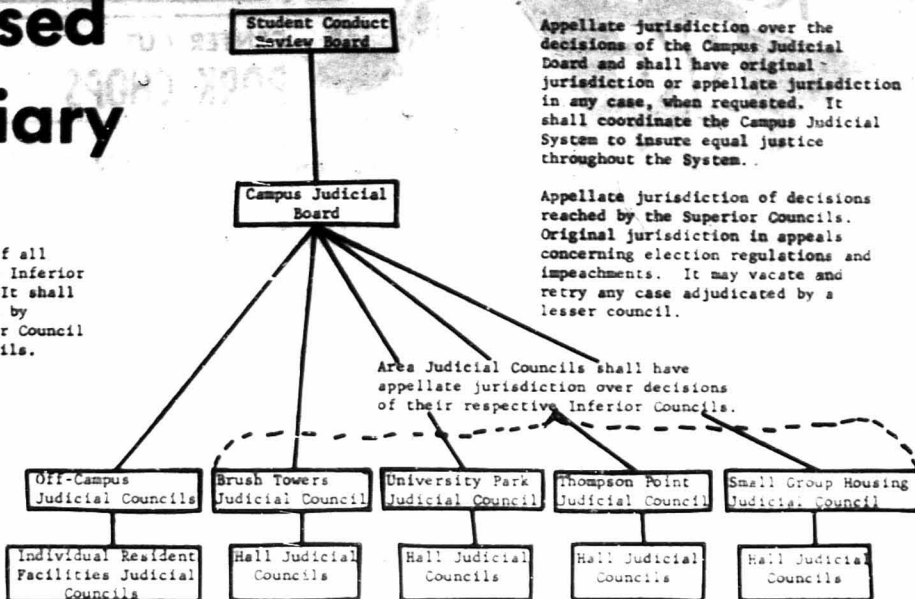 sed
iary
Student Conduct
Review Board
Appellate jurisdiction over the
decisions of the Campus Judicial
Board and shall have original
jurisdiction or appellate jurisdiction
in any case, when requested. It
shall coordinate the Campus Judicial
System to insure equal justice
throughout the System.
Campus Judicial
Board
Appellate jurisdiction of decisions
reached by the Superior Councils.
Original jurisdiction in appeals
concerning election regulations and
impeachments. It may vacate and
retry any case adjudicated by a
lesser council.
f all
Inferior
It shall
by
r Council
ils.
Area Judicial Councils shall have
appellate jurisdiction over decisions
of their respective Inferior Councils.
Off-Campus
Judicial Councils
Brush Towers
Judicial Council
University Park
Judicial Council
Thompson Point
Judicial Council
Small Group Housing
Judicial Council
Individual Resident
Facilities Judicial
Councils
Hall Judicial
Councils
Hall Judicial
Councils
Hall Judicial
Councils
Hall Judicial
Councils